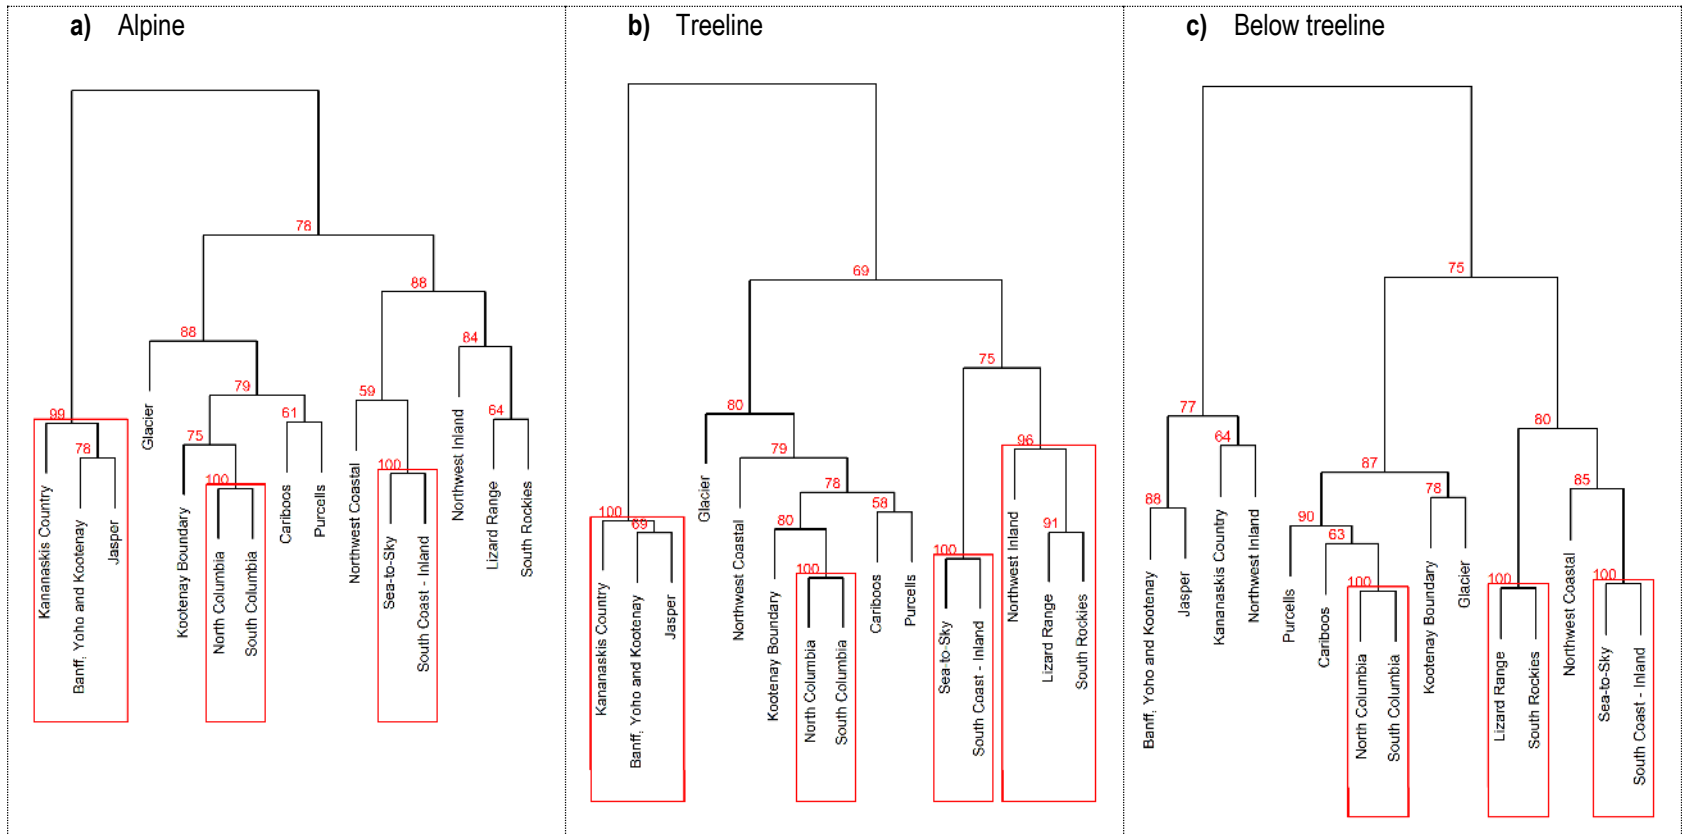 a) Alpine
78
88
88
84
79
59
99
61
64
78
75
100
100
Kananaskis Country
Banff, Yoho and Kootenay
Jasper
Glacier
Kootenay Boundary
North Columbia
South Columbia
Cariboos
Purcells
Northwest Coastal
Sea-to-Sky
South Coast - Inland
Northwest Inland
Lizard Range
South Rockies
b) Treeline
69
75
80
96
79
78
58
100
69
80
91
100
100
Kananaskis Country
Banff, Yoho and Kootenay
Jasper
Glacier
Northwest Coastal
Kootenay Boundary
North Columbia
South Columbia
Cariboos
Purcells
Sea-to-Sky
South Coast - Inland
Northwest Inland
Lizard Range
South Rockies
c) Below treeline
75
77
80
64
87
85
88
78
90
63
100
100
100
Banff, Yoho and Kootenay
Jasper
Kananaskis Country
Northwest Inland
Purcells
Cariboos
North Columbia
South Columbia
Kootenay Boundary
Glacier
Lizard Range
South Rockies
Northwest Coastal
Sea-to-Sky
South Coast - Inland